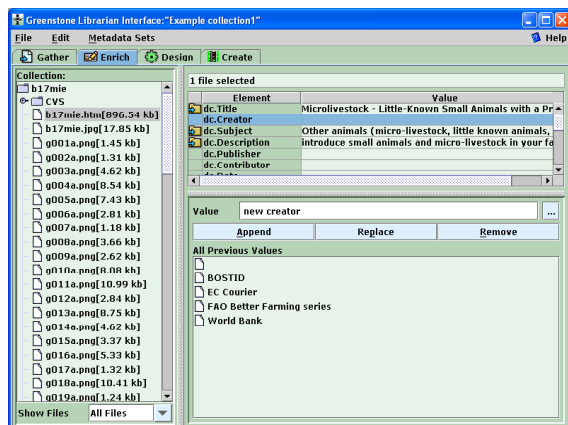 Greenstone Librarian Interface:"Example collection1"
File Edit Metadata Sets Help
Gather Enrich Design Create
Collection:
b17mie
CVS
b17mie.htm[896.54 kb]
b17mie.jpg[17.85 kb]
g001a.png[1.45 kb]
g002a.png[1.31 kb]
g003a.png[4.62 kb]
g004a.png[8.54 kb]
g005a.png[7.43 kb]
g006a.png[2.81 kb]
g007a.png[1.18 kb]
g008a.png[3.66 kb]
g009a.png[2.62 kb]
g010a.png[8.08 kb]
g011a.png[10.99 kb]
g012a.png[2.84 kb]
g013a.png[8.75 kb]
g014a.png[4.62 kb]
g015a.png[3.37 kb]
g016a.png[5.33 kb]
g017a.png[1.32 kb]
g018a.png[10.41 kb]
g019a.png[1.24 kb]
Show Files All Files
1 file selected
Element Value
dc.Title Microlivestock - Little-Known Small Animals with a Pr
dc.Creator
dc.Subject Other animals (micro-livestock, little known animals,
dc.Description introduce small animals and micro-livestock in your fa
dc.Publisher
dc.Contributor
Value new creator ...
Append Replace Remove
All Previous Values
BOSTID
EC Courier
FAO Better Farming series
World Bank